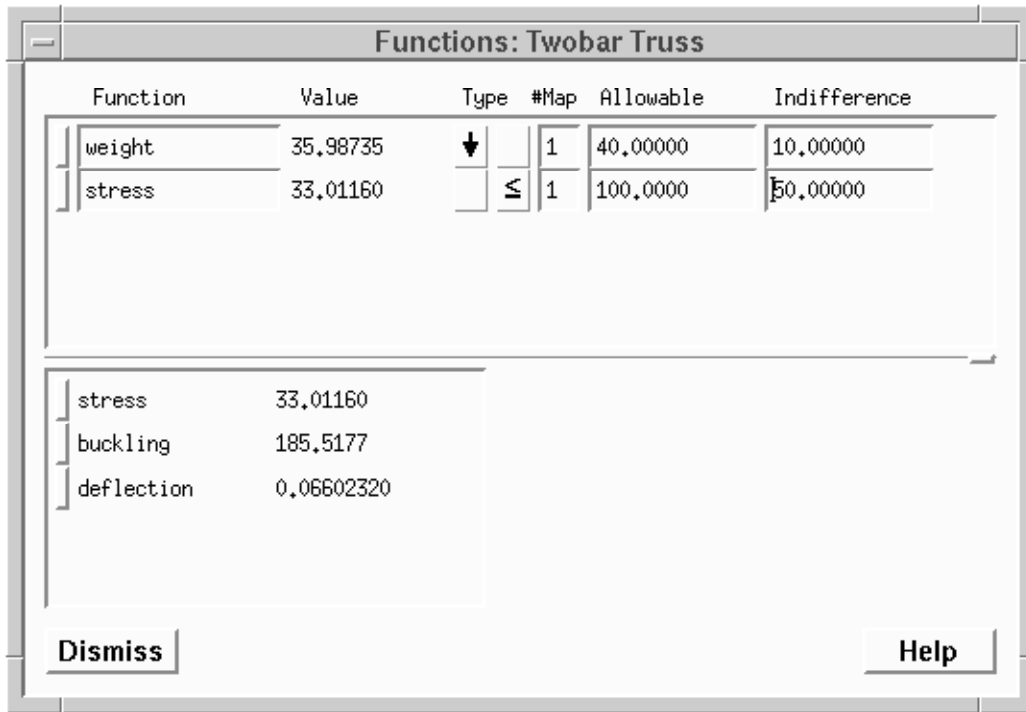 Functions: Twobar Truss
Function Value Type #Map Allowable Indifference
weight 35.98735 1 40.00000 10.00000
stress 33.01160 ≤ 1 100.0000 50.00000
stress 33.01160
buckling 185.5177
deflection 0.06602320
Dismiss Help